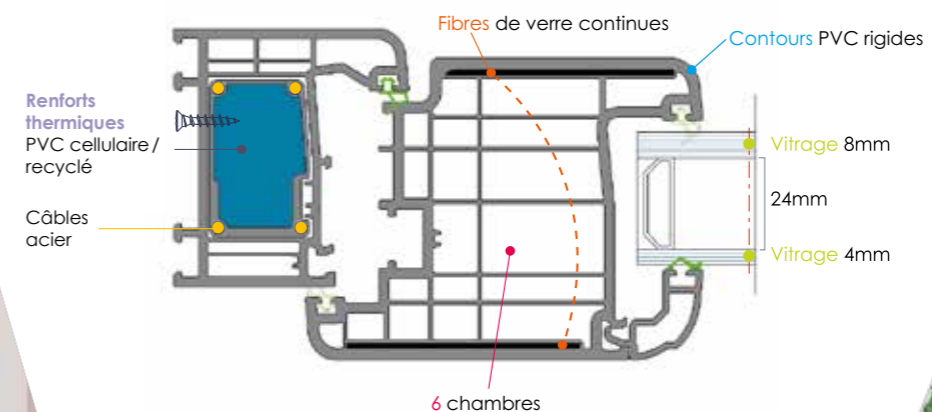 Fibres de verre continues
Contours PVC rigides
Renforts
thermiques
PVC cellulaire /
recyclé
Vitrage 8mm
24mm
Câbles
acier
Vitrage 4mm
6 chambres